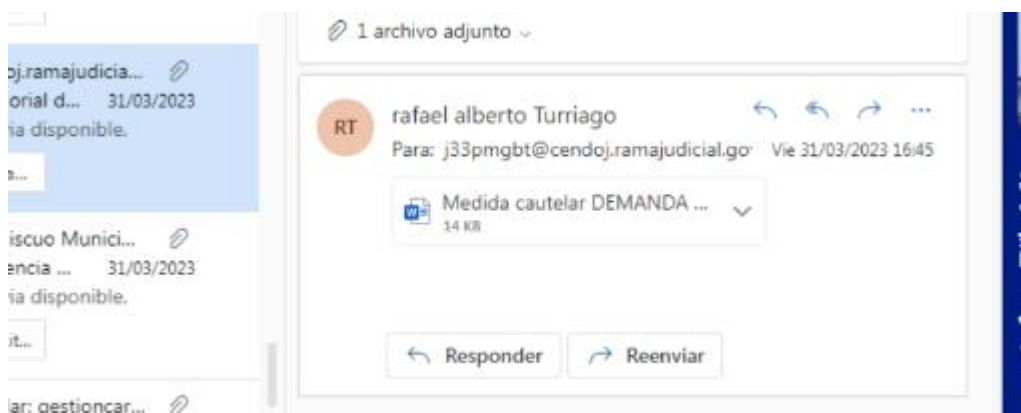 oj.ramajudicia...
orial d... 31/03/2023
ia disponible.
iscuo Munici...
encia ... 31/03/2023
ia disponible.
it...
ar: gestioncar...
1 archivo adjunto
RT
rafael alberto Turriago
Para: j33pmgbt@cendoj.ramajudicial.go Vie 31/03/2023 16:45
Medida cautelar DEMANDA ...
14 KB
Responder
Reenviar